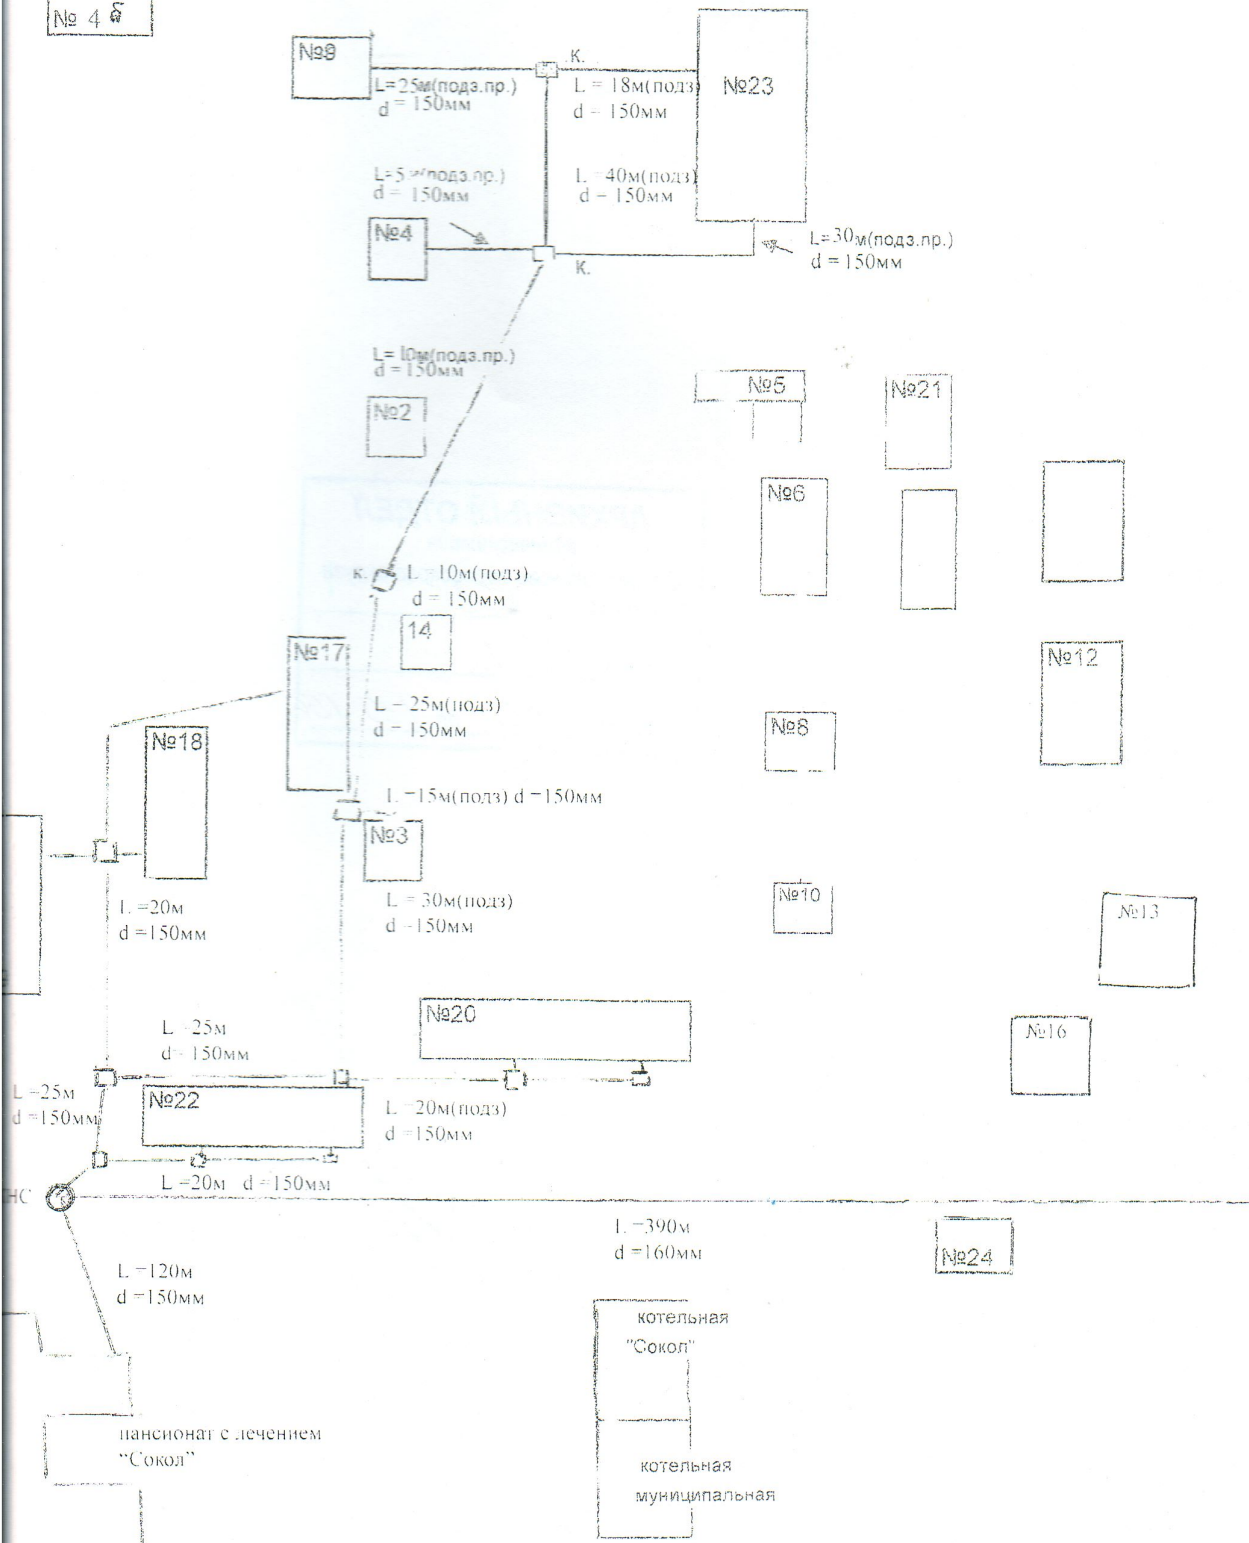 № 4 б
№9
к.
L=25м(подз.пр.)
d = 150мм
L = 18м(подз
d – 150мм
№23
L=5м(подз.пр.)
d = 150мм
L –40м(подз)
d – 150мм
№4
к.
L=30м(подз.пр.)
d = 150мм
L= 10м(подз.пр.)
d = 150мм
№2
№5
№21
№6
к.
L –10м(подз)
d = 150мм
14
№17
№12
L – 25м(подз)
d – 150мм
№18
№8
L –15м(подз) d –150мм
№3
L =20м
d =150мм
L = 30м(подз)
d –150мм
№10
№13
№20
№16
L –25м
d– 150мм
L –25м
d =150мм
№22
L –20м(подз)
d =150мм
L =20м d =150мм
НС
L –390м
d =160мм
№24
L –120м
d =150мм
котельная
"Сокол"
пансионат с лечением
"Сокол"
котельная
муниципальная